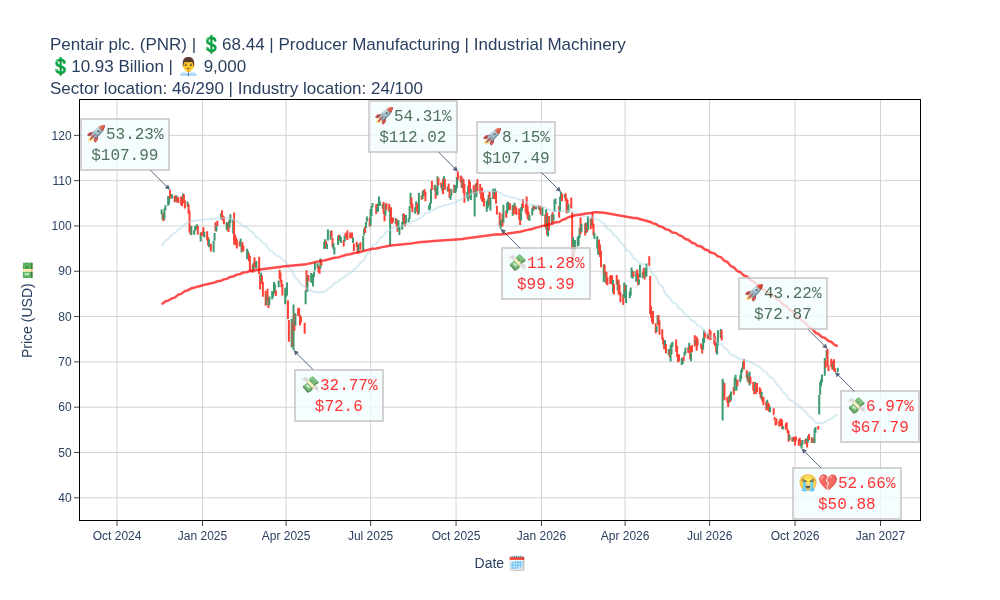 Pentair plc. (PNR) | 💲68.44 | Producer Manufacturing | Industrial Machinery
💲10.93 Billion | 👨‍💼 9,000
Sector location: 46/290 | Industry location: 24/100
🚀53.23%
$107.99
🚀54.31%
$112.02
🚀8.15%
$107.49
💸11.28%
$99.39
🚀43.22%
$72.87
💸32.77%
$72.6
💸6.97%
$67.79
😭💔52.66%
$50.88
Price (USD) 💵
120
110
100
90
80
70
60
50
40
Oct 2024
Jan 2025
Apr 2025
Jul 2025
Oct 2025
Jan 2026
Apr 2026
Jul 2026
Oct 2026
Jan 2027
Date 🗓️